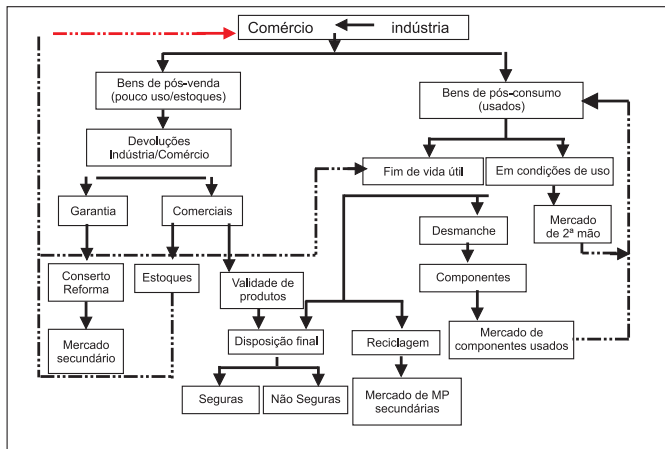 Comércio indústria
Bens de pós-venda
(pouco uso/estoques)
Bens de pós-consumo
(usados)
Devoluções
Indústria/Comércio
Fim de vida útil
Em condições de uso
Garantia
Comerciais
Desmanche
Mercado
de 2ª mão
Conserto
Reforma
Estoques
Validade de
produtos
Componentes
Mercado
secundário
Disposição final
Reciclagem
Mercado de
componentes usados
Seguras
Não Seguras
Mercado de MP
secundárias